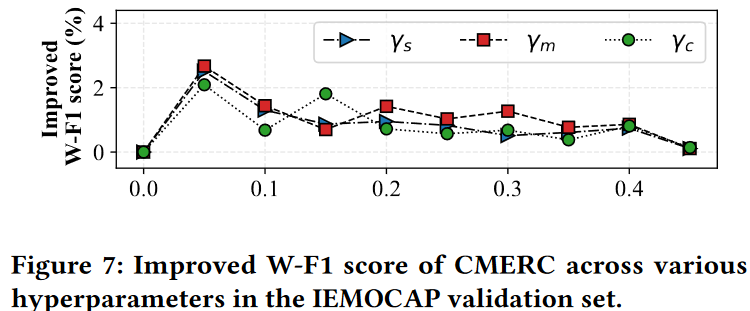 Improved
W-F1 score (%)
4
2
0
γs γm γc
0.0 0.1 0.2 0.3 0.4
Figure 7: Improved W-F1 score of CMERC across various
hyperparameters in the IEMOCAP validation set.